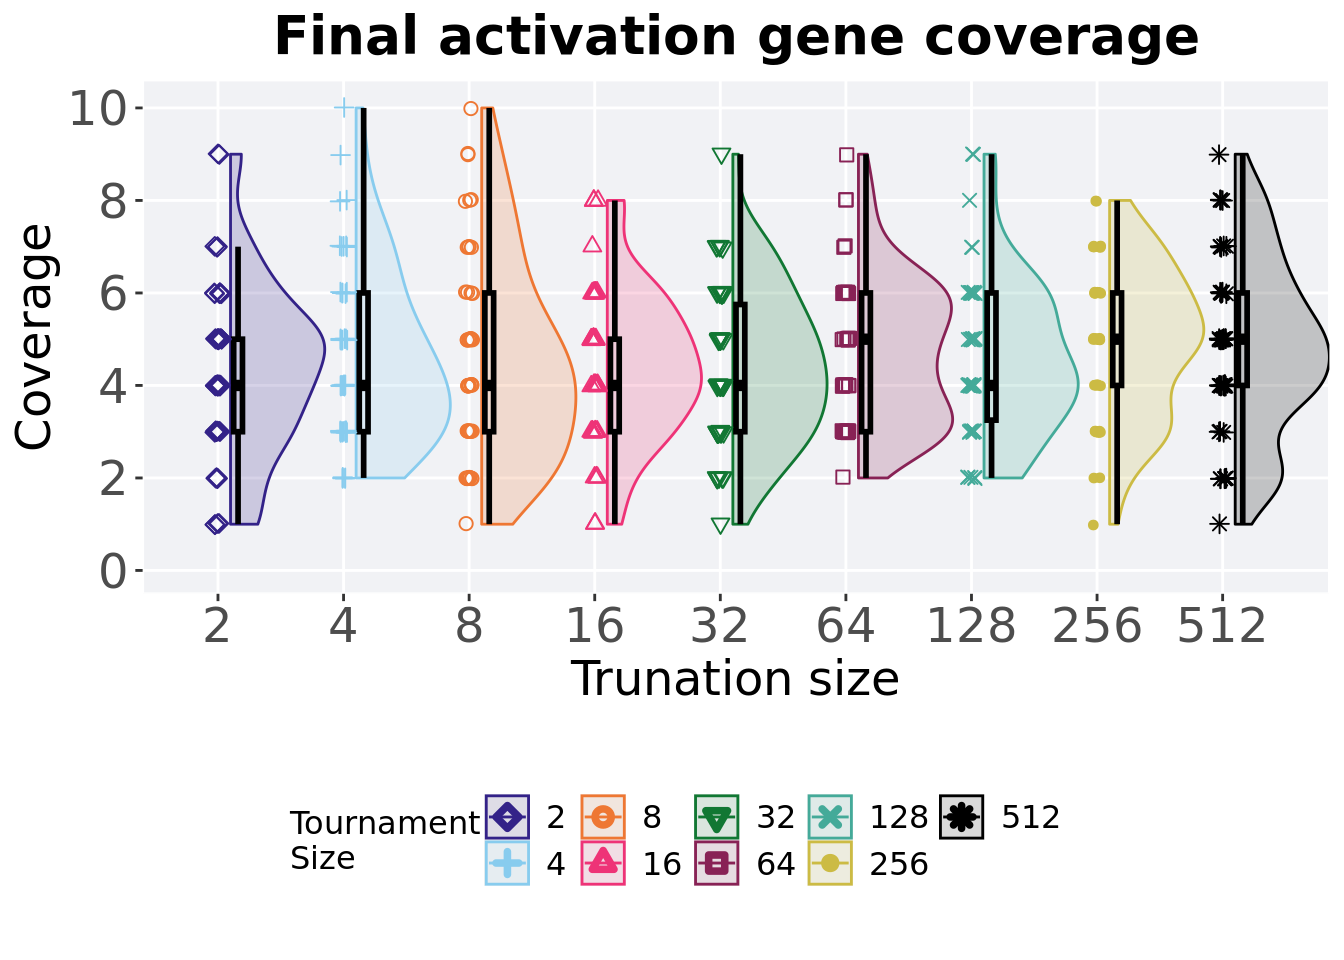 Final activation gene coverage
Coverage
10
8
6
4
2
0
2 4 8 16 32 64 128 256 512
Trunation size
Tournament
Size
2 8 32 128 512
4 16 64 256